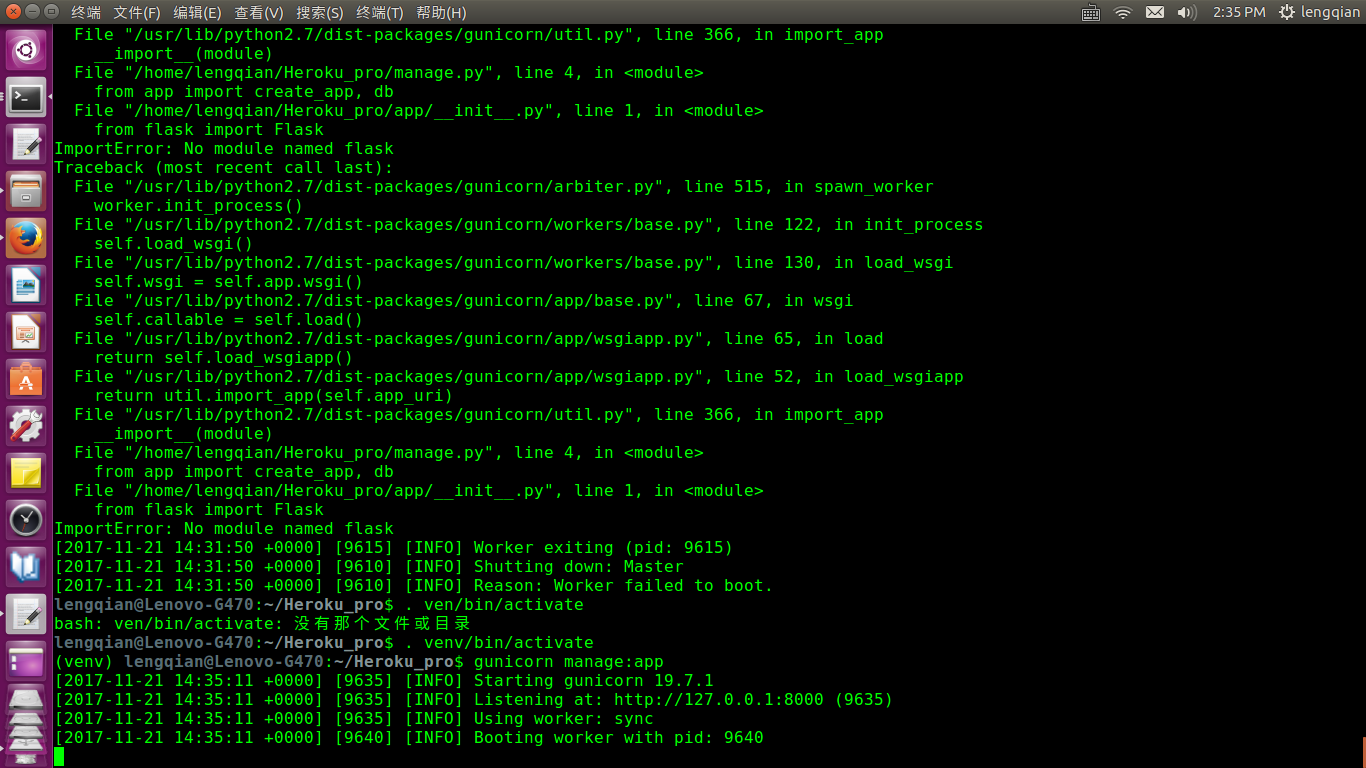 终端 文件(F) 编辑(E) 查看(V) 搜索(S) 终端(T) 帮助(H) 2:35 PM lengqian
  File "/usr/lib/python2.7/dist-packages/gunicorn/util.py", line 366, in import_app
    __import__(module)
  File "/home/lengqian/Heroku_pro/manage.py", line 4, in <module>
    from app import create_app, db
  File "/home/lengqian/Heroku_pro/app/__init__.py", line 1, in <module>
    from flask import Flask
ImportError: No module named flask
Traceback (most recent call last):
  File "/usr/lib/python2.7/dist-packages/gunicorn/arbiter.py", line 515, in spawn_worker
    worker.init_process()
  File "/usr/lib/python2.7/dist-packages/gunicorn/workers/base.py", line 122, in init_process
    self.load_wsgi()
  File "/usr/lib/python2.7/dist-packages/gunicorn/workers/base.py", line 130, in load_wsgi
    self.wsgi = self.app.wsgi()
  File "/usr/lib/python2.7/dist-packages/gunicorn/app/base.py", line 67, in wsgi
    self.callable = self.load()
  File "/usr/lib/python2.7/dist-packages/gunicorn/app/wsgiapp.py", line 65, in load
    return self.load_wsgiapp()
  File "/usr/lib/python2.7/dist-packages/gunicorn/app/wsgiapp.py", line 52, in load_wsgiapp
    return util.import_app(self.app_uri)
  File "/usr/lib/python2.7/dist-packages/gunicorn/util.py", line 366, in import_app
    __import__(module)
  File "/home/lengqian/Heroku_pro/manage.py", line 4, in <module>
    from app import create_app, db
  File "/home/lengqian/Heroku_pro/app/__init__.py", line 1, in <module>
    from flask import Flask
ImportError: No module named flask
[2017-11-21 14:31:50 +0000] [9615] [INFO] Worker exiting (pid: 9615)
[2017-11-21 14:31:50 +0000] [9610] [INFO] Shutting down: Master
[2017-11-21 14:31:50 +0000] [9610] [INFO] Reason: Worker failed to boot.
lengqian@Lenovo-G470:~/Heroku_pro$ . ven/bin/activate
bash: ven/bin/activate: 没有那个文件或目录
lengqian@Lenovo-G470:~/Heroku_pro$ . venv/bin/activate
(venv) lengqian@Lenovo-G470:~/Heroku_pro$ gunicorn manage:app
[2017-11-21 14:35:11 +0000] [9635] [INFO] Starting gunicorn 19.7.1
[2017-11-21 14:35:11 +0000] [9635] [INFO] Listening at: http://127.0.0.1:8000 (9635)
[2017-11-21 14:35:11 +0000] [9635] [INFO] Using worker: sync
[2017-11-21 14:35:11 +0000] [9640] [INFO] Booting worker with pid: 9640